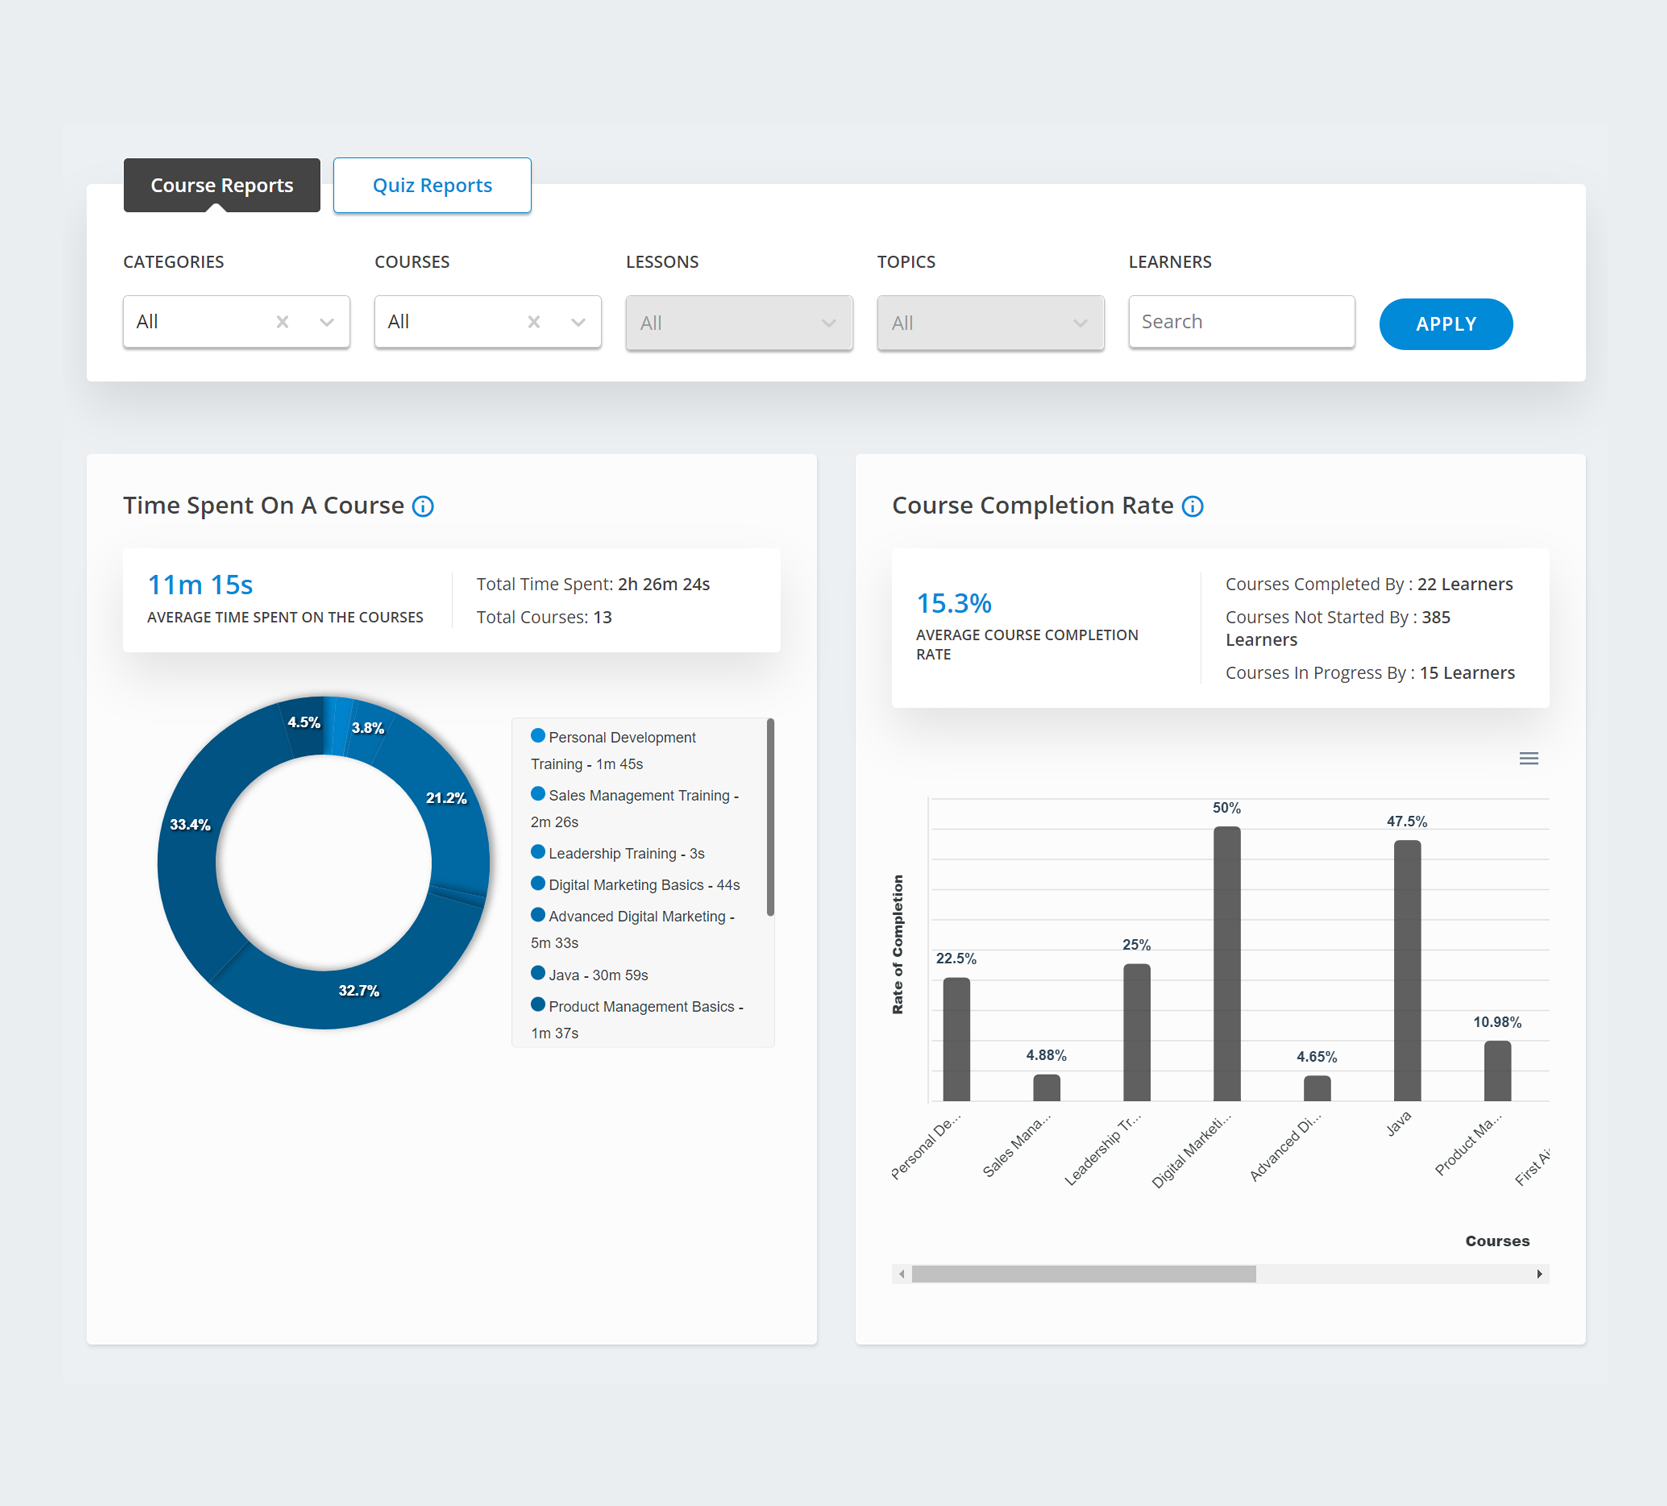 Course Reports
Quiz Reports
CATEGORIES
COURSES
LESSONS
TOPICS
LEARNERS
All
All
All
All
Search
APPLY
Time Spent On A Course
11m 15s
AVERAGE TIME SPENT ON THE COURSES
Total Time Spent: 2h 26m 24s
Total Courses: 13
4.5%
3.8%
21.2%
33.4%
32.7%
Personal Development
Training - 1m 45s
Sales Management Training -
2m 26s
Leadership Training - 3s
Digital Marketing Basics - 44s
Advanced Digital Marketing -
5m 33s
Java - 30m 59s
Product Management Basics -
1m 37s
Course Completion Rate
15.3%
AVERAGE COURSE COMPLETION
RATE
Courses Completed By : 22 Learners
Courses Not Started By : 385
Learners
Courses In Progress By : 15 Learners
Rate of Completion
22.5%
4.88%
25%
50%
4.65%
47.5%
10.98%
Personal De...
Sales Mana...
Leadership Tr...
Digital Marketi...
Advanced Di...
Java
Product Ma...
First Ai
Courses